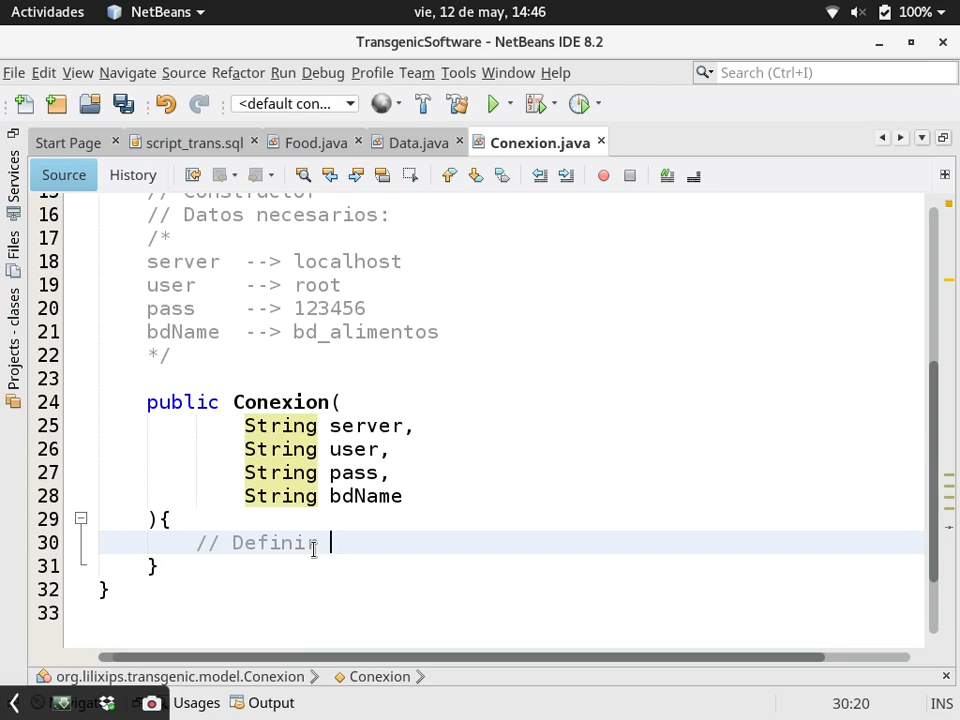 Actividades NetBeans vie, 12 de may, 14:46 100%
TransgenicSoftware - NetBeans IDE 8.2
File Edit View Navigate Source Refactor Run Debug Profile Team Tools Window Help Search (Ctrl+I)
<default con...
Start Page script_trans.sql Food.java Data.java Conexion.java
Source History
Services
Files
Projects - clases
15 // Constructor
16 // Datos necesarios:
17 /*
18 server --> localhost
19 user --> root
20 pass --> 123456
21 bdName --> bd_alimentos
22 */
23
24 public Conexion(
25 String server,
26 String user,
27 String pass,
28 String bdName
29 ){
30 // Definir
31 }
32 }
33
org.lilixips.transgenic.model.Conexion Conexion
Usages Output 30:20 INS